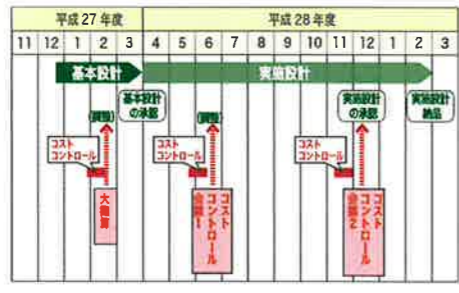 平成27年度
平成28年度
11 12 1 2 3 4 5 6 7 8 9 10 11 12 1 2 3
基本設計
実施設計
基本設計
の承認
実施設計
の承認
実施設計
納品
(調整)
(調整)
コスト
コントロール
コスト
コントロール
コスト
コントロール
大概算
コスト
コントロール
会議1
コスト
コントロール
会議2